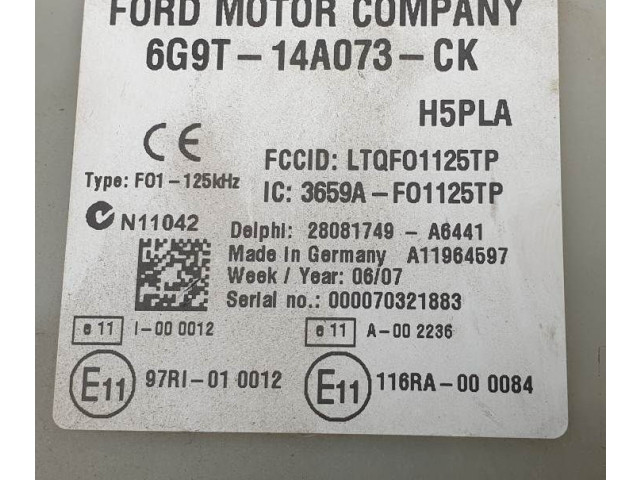 FORD MOTOR COMPANY
6G9T-14A073-CK
H5PLA
CE
FCCID: LTQFO1125TP
Type: FO1-125kHz
IC: 3659A-FO1125TP
N11042
Delphi: 28081749 - A6441
Made in Germany A11964597
Week / Year: 06/07
Serial no.: 000070321883
e 11 I-00 0012
e 11 A-00 2236
E11 97RI-01 0012
E11 116RA-00 0084